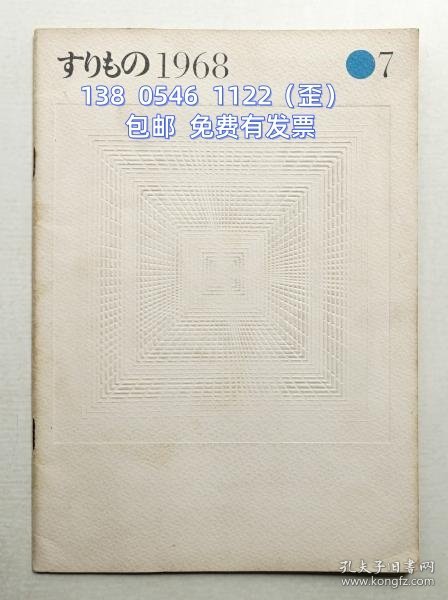 すりもの 1968 7
138 0546 1122（歪）
包邮 免费有发票
孔夫子旧书网
book.kongfz.com